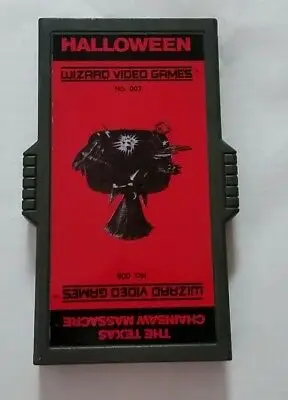 HALLOWEEN
WIZARD VIDEO GAMES
No. 007
No. 008
WIZARD VIDEO GAMES
THE TEXAS
CHAINSAW MASSACRE